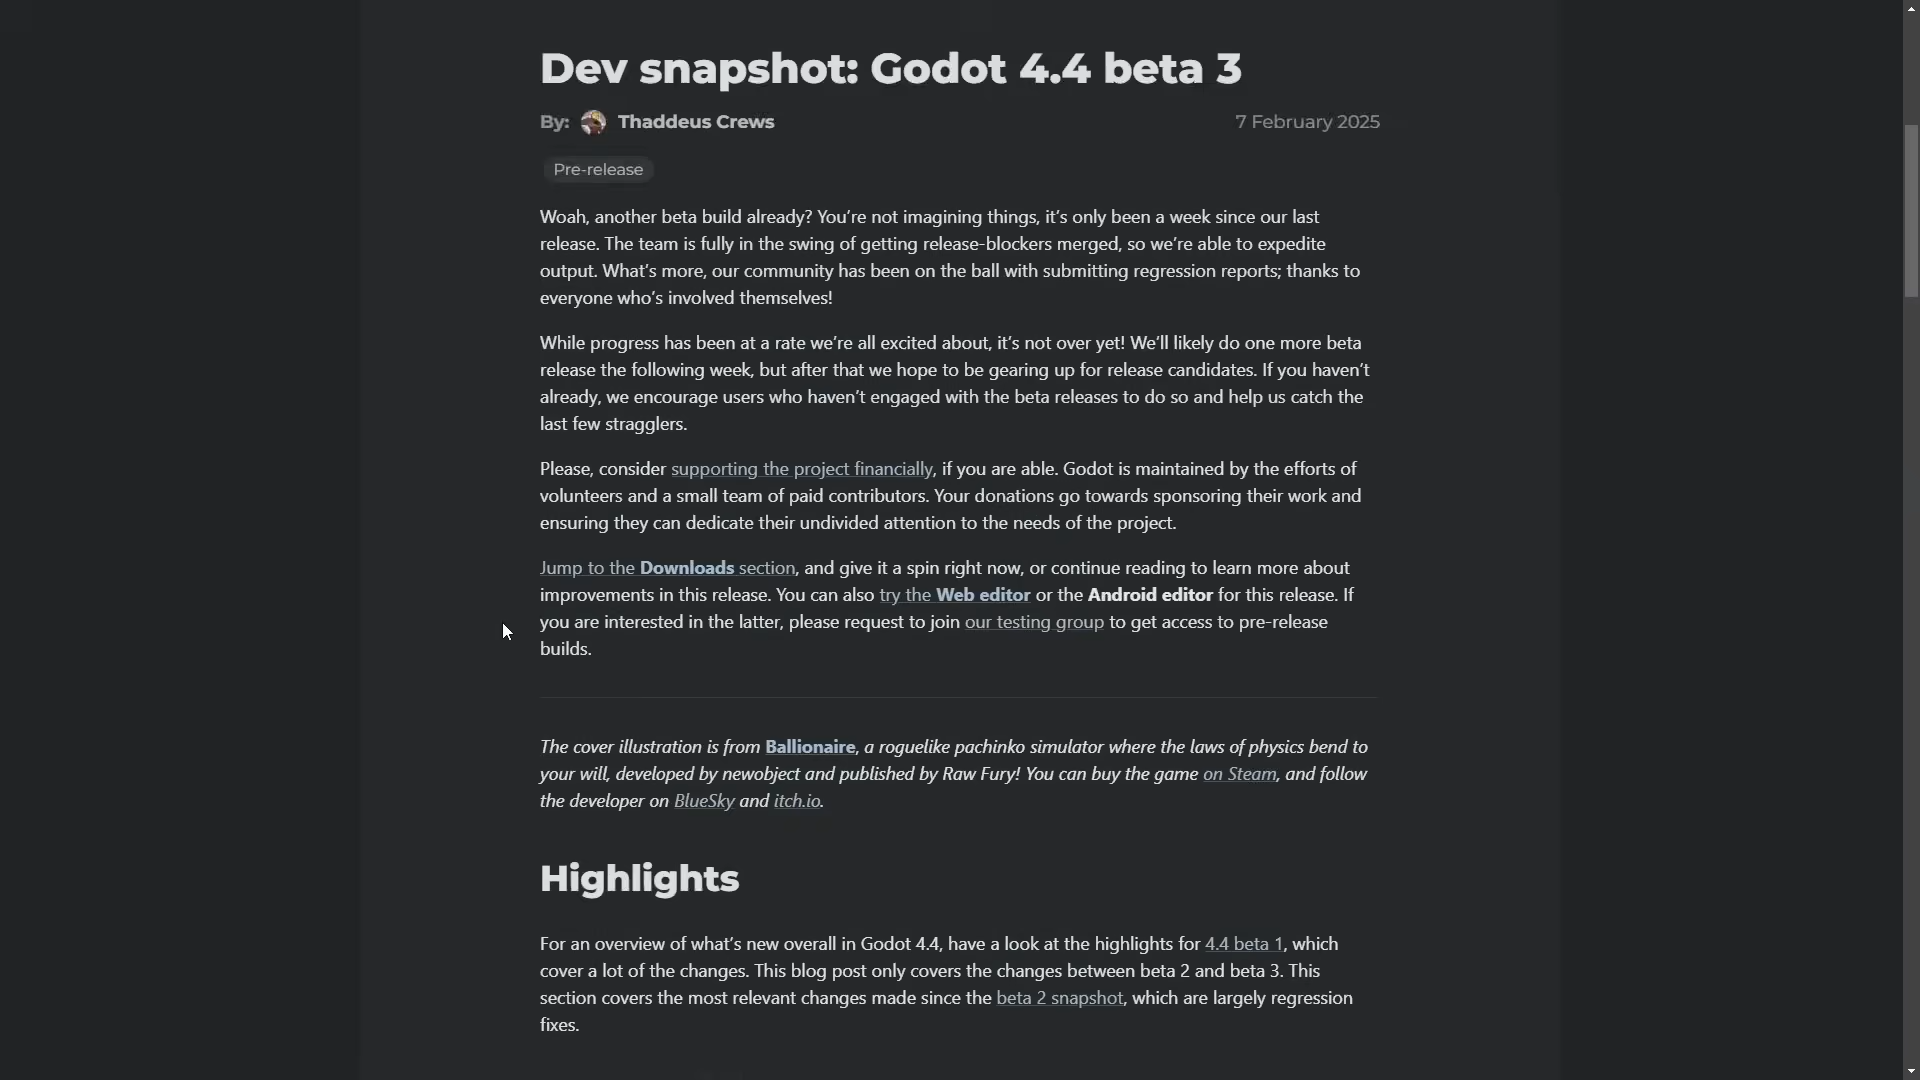 Dev snapshot: Godot 4.4 beta 3
By: Thaddeus Crews
7 February 2025
Pre-release
Woah, another beta build already? You’re not imagining things, it’s only been a week since our last
release. The team is fully in the swing of getting release-blockers merged, so we’re able to expedite
output. What’s more, our community has been on the ball with submitting regression reports; thanks to
everyone who’s involved themselves!
While progress has been at a rate we’re all excited about, it’s not over yet! We’ll likely do one more beta
release the following week, but after that we hope to be gearing up for release candidates. If you haven’t
already, we encourage users who haven’t engaged with the beta releases to do so and help us catch the
last few stragglers.
Please, consider supporting the project financially, if you are able. Godot is maintained by the efforts of
volunteers and a small team of paid contributors. Your donations go towards sponsoring their work and
ensuring they can dedicate their undivided attention to the needs of the project.
Jump to the Downloads section, and give it a spin right now, or continue reading to learn more about
improvements in this release. You can also try the Web editor or the Android editor for this release. If
you are interested in the latter, please request to join our testing group to get access to pre-release
builds.
The cover illustration is from Ballionaire, a roguelike pachinko simulator where the laws of physics bend to
your will, developed by newobject and published by Raw Fury! You can buy the game on Steam, and follow
the developer on BlueSky and itch.io.
Highlights
For an overview of what’s new overall in Godot 4.4, have a look at the highlights for 4.4 beta 1, which
cover a lot of the changes. This blog post only covers the changes between beta 2 and beta 3. This
section covers the most relevant changes made since the beta 2 snapshot, which are largely regression
fixes.